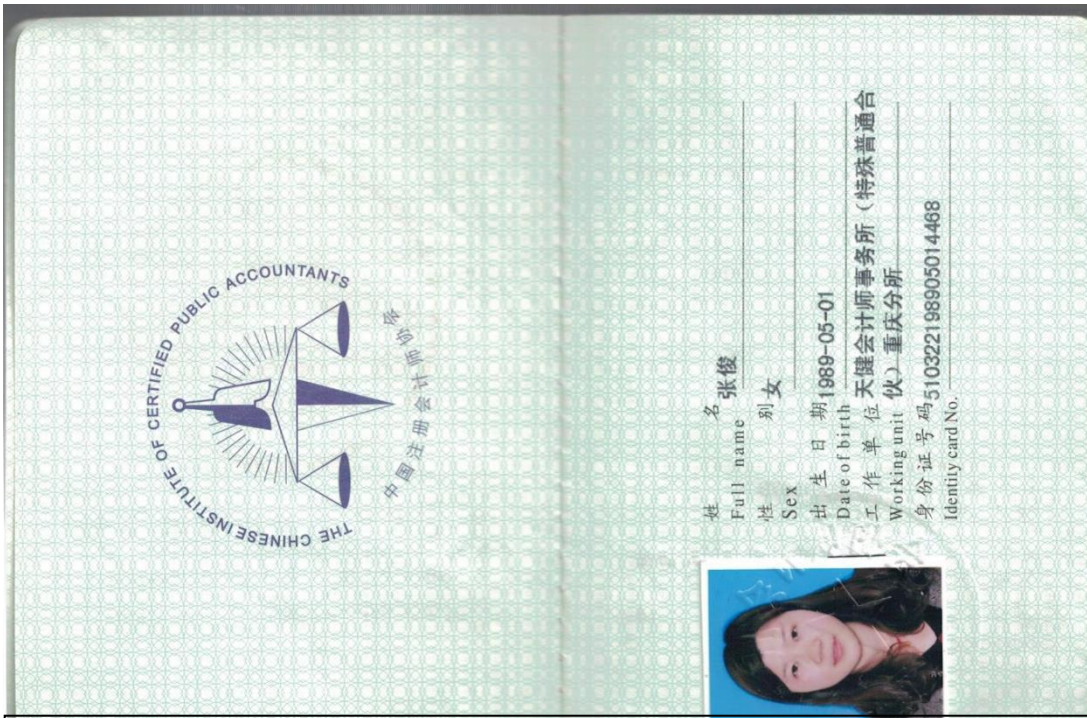 THE CHINESE INSTITUTE OF CERTIFIED PUBLIC ACCOUNTANTS
中国注册会计师协会
姓 名 张俊
Full name
性 别 女
Sex
出 生 日 期 1989-05-01
Date of birth
工 作 单 位 天健会计师事务所（特殊普通合
Working unit 伙）重庆分所
身份证号码 510322198905014468
Identity card No.